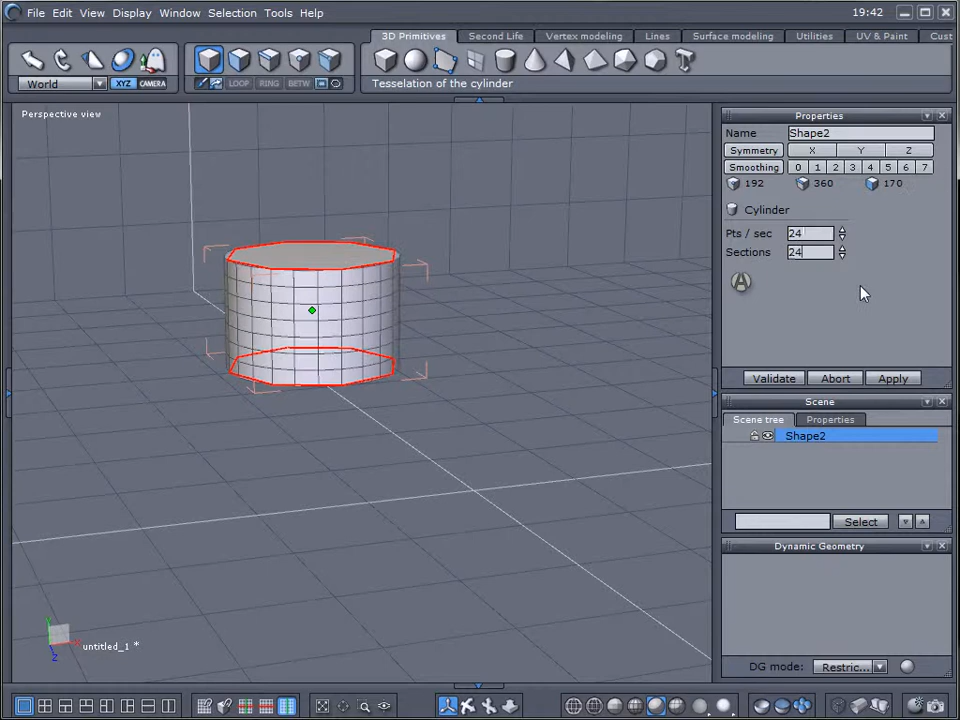 File Edit View Display Window Selection Tools Help 19:42
3D Primitives Second Life Vertex modeling Lines Surface modeling Utilities UV & Paint Cust
World XYZ CAMERA LOOP RING BETW Tesselation of the cylinder
Perspective view
Properties
Name Shape2
Symmetry X Y Z
Smoothing 0 1 2 3 4 5 6 7
192 360 170
Cylinder
Pts / sec 24
Sections 24
Validate Abort Apply
Scene
Scene tree Properties
Shape2
Select
Dynamic Geometry
Y
X
Z
untitled_1 *
DG mode: Restric...